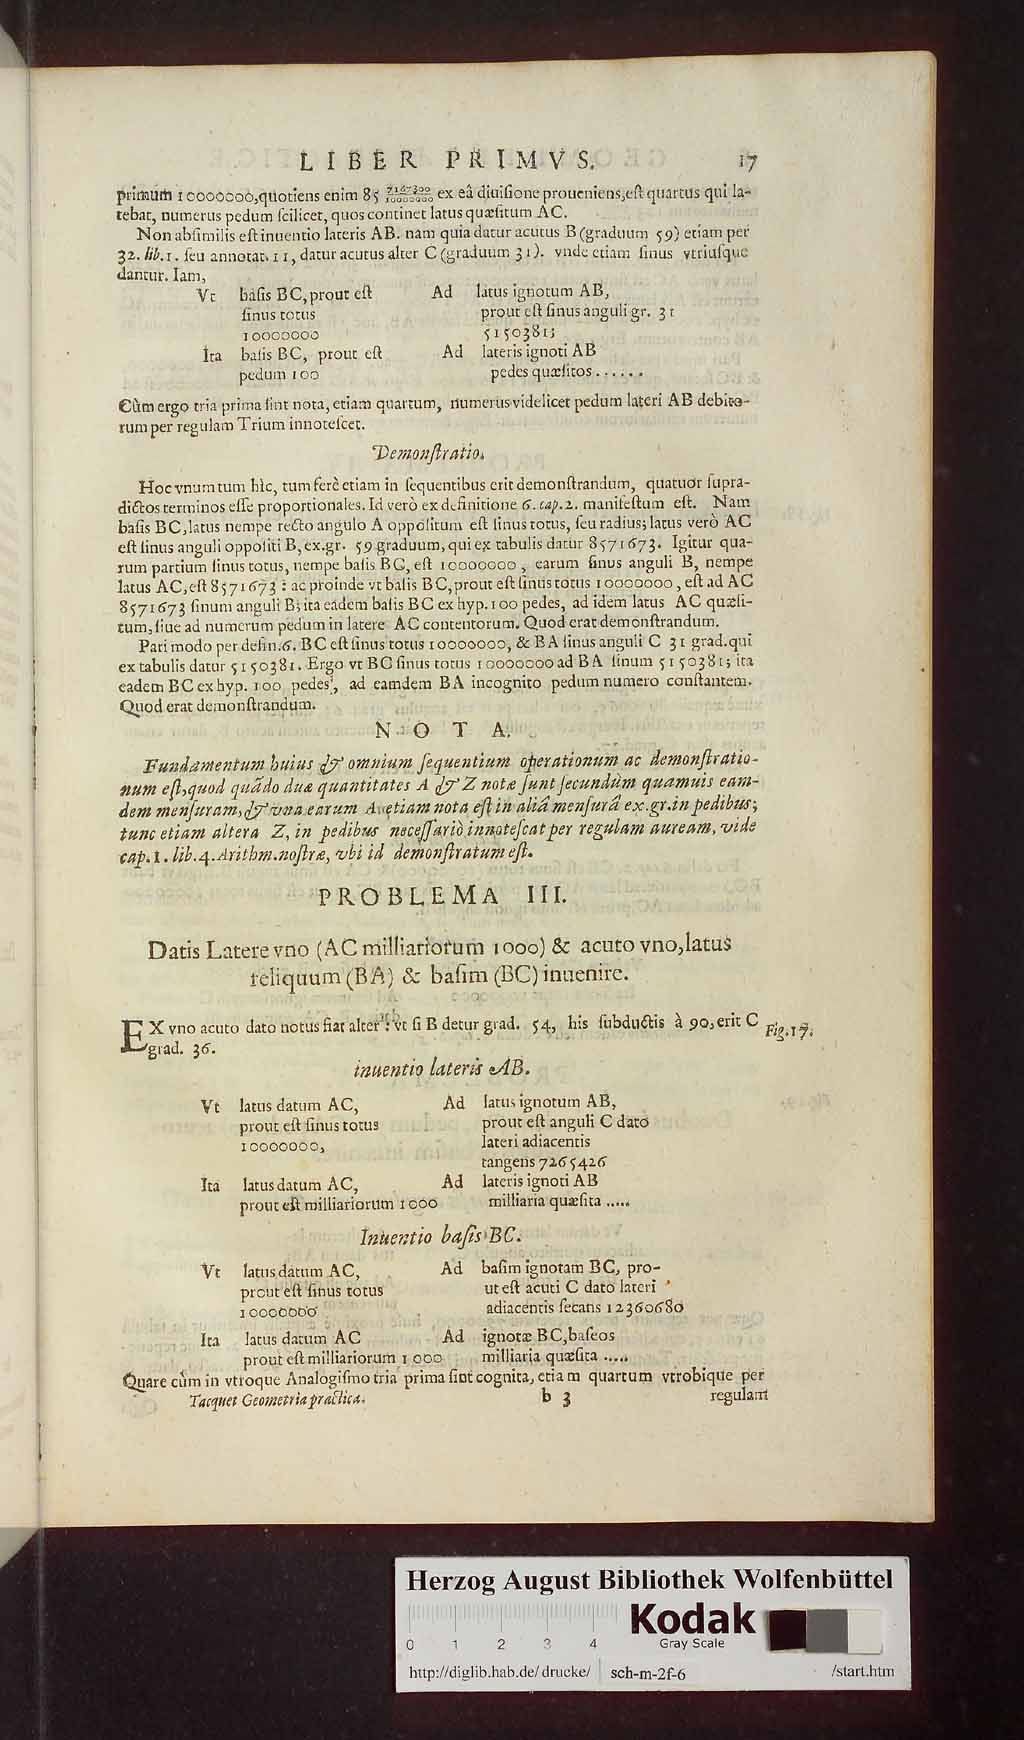 LIBER PRIMVS. 17
primum 10000000, quotiens enim 85 7167300/10000000 ex eâ diuisione proueniens, est quartus qui la-
tebat, numerus pedum scilicet, quos continet latus quæsitum AC.
Non absimilis est inuentio lateris AB. nam quia datur acutus B (graduum 59) etiam per
32. lib. 1. seu annotat. 11, datur acutus alter C (graduum 31). vnde etiam sinus vtriusque
dantur. Iam,
Vt basis BC, prout est Ad latus ignotum AB,
sinus totus prout est sinus anguli gr. 31
10000000 5150381;
Ita basis BC, prout est Ad lateris ignoti AB
pedum 100 pedes quæsitos ......
Cùm ergo tria prima sint nota, etiam quartum, numerus videlicet pedum lateri AB debito-
rum per regulam Trium innotescet.
Demonstratio.
Hoc vnum tum hîc, tum ferè etiam in sequentibus erit demonstrandum, quatuor supra-
dictos terminos esse proportionales. Id verò ex definitione 6. cap. 2. manifestum est. Nam
basis BC, latus nempe recto angulo A oppositum est sinus totus, seu radius; latus verò AC
est sinus anguli oppositi B, ex. gr. 59 graduum, qui ex tabulis datur 8571673. Igitur qua-
rum partium sinus totus, nempe basis BC, est 10000000, earum sinus anguli B, nempe
latus AC, est 8571673: ac proinde vt basis BC, prout est sinus totus 10000000, est ad AC
8571673 sinum anguli B; ita eadem basis BC ex hyp. 100 pedes, ad idem latus AC quæsi-
tum, siue ad numerum pedum in latere AC contentorum. Quod erat demonstrandum.
Pari modo per defin. 6. BC est sinus totus 10000000, & BA sinus anguli C 31 grad. qui
ex tabulis datur 5150381. Ergo vt BC sinus totus 10000000 ad BA sinum 5150381; ita
eadem BC ex hyp. 100 pedes, ad eamdem BA incognito pedum numero constantem.
Quod erat demonstrandum.
NOTA.
Fundamentum huius & omnium sequentium operationum ac demonstratio-
num est, quod quãdo duæ quantitates A & Z notæ sunt secundùm quamuis eam-
dem mensuram, & vna earum A etiam nota est in aliâ mensurâ ex. gr. in pedibus;
tunc etiam altera Z, in pedibus necessariò innotescat per regulam auream, vide
cap. 1. lib. 4. Arithm. nostræ, vbi id demonstratum est.
PROBLEMA III.
Datis Latere vno (AC milliariorum 1000) & acuto vno, latus
reliquum (BA) & basim (BC) inuenire.
EX vno acuto dato notus fiat alter: vt si B detur grad. 54, his subductis à 90, erit C Fig. 17.
grad. 36.
inuentio lateris AB.
Vt latus datum AC, Ad latus ignotum AB,
prout est sinus totus prout est anguli C dato
10000000, lateri adiacentis
tangens 7265426
Ita latus datum AC, Ad lateris ignoti AB
prout est milliariorum 1000 milliaria quæsita .....
Inuentio basis BC.
Vt latus datum AC, Ad basim ignotam BC, pro-
prout est sinus totus ut est acuti C dato lateri
10000000 adiacentis secans 12360680
Ita latus datum AC Ad ignotæ BC, baseos
prout est milliariorum 1000 milliaria quæsita .....
Quare cùm in vtroque Analogismo tria prima sint cognita, etiam quartum vtrobique per
Tacquet Geometria practica. b 3 regulam
Herzog August Bibliothek Wolfenbüttel
Kodak
Gray Scale
0 1 2 3 4
http://diglib.hab.de/drucke/ sch-m-2f-6 /start.htm